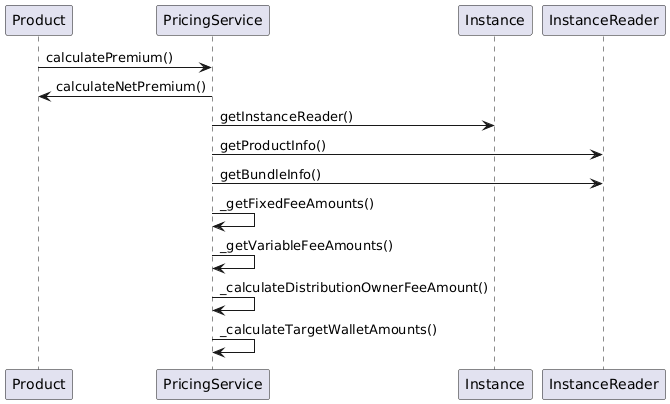 Product PricingService Instance InstanceReader
calculatePremium()
calculateNetPremium()
getInstanceReader()
getProductInfo()
getBundleInfo()
_getFixedFeeAmounts()
_getVariableFeeAmounts()
_calculateDistributionOwnerFeeAmount()
_calculateTargetWalletAmounts()
Product PricingService Instance InstanceReader